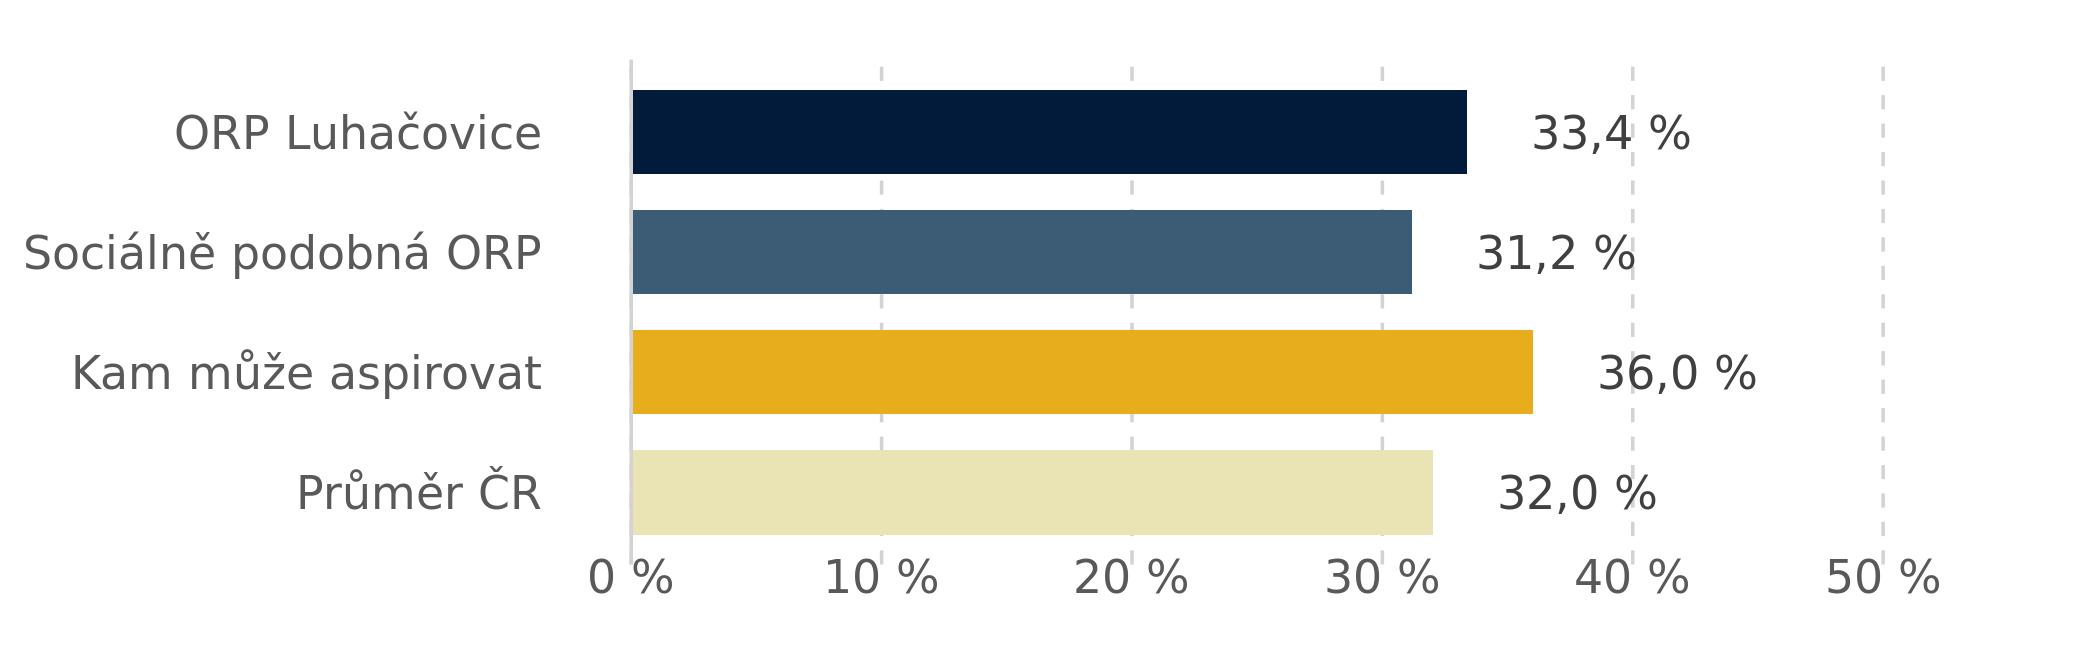 ORP Luhačovice 33,4 %
Sociálně podobná ORP 31,2 %
Kam může aspirovat 36,0 %
Průměr ČR 32,0 %
0 % 10 % 20 % 30 % 40 % 50 %